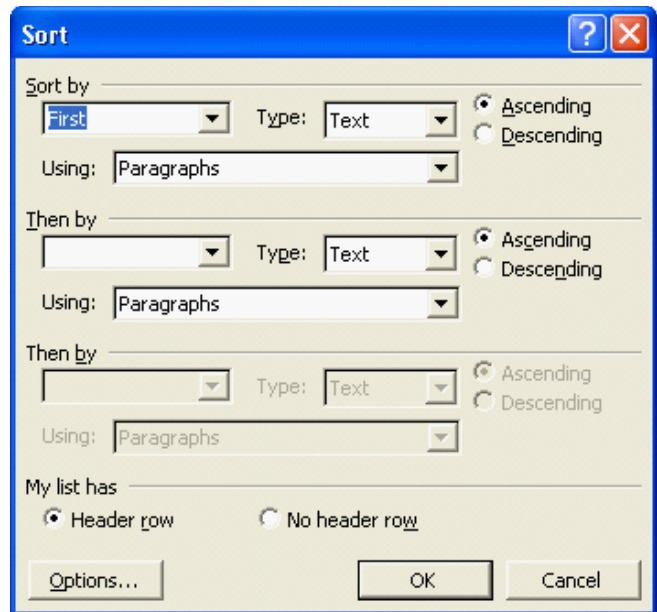 Sort
Sort by
First Type: Text Ascending
Descending
Using: Paragraphs
Then by
Type: Text Ascending
Descending
Using: Paragraphs
Then by
Type: Text Ascending
Descending
Using: Paragraphs
My list has
Header row No header row
Options... OK Cancel